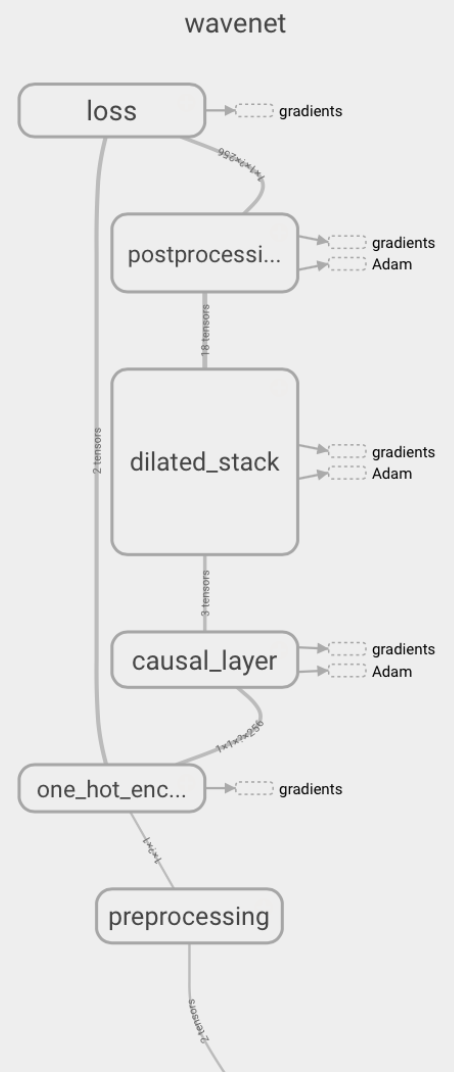 wavenet
loss
gradients
1×1×?×256
postprocessi...
gradients
Adam
18 tensors
dilated_stack
gradients
Adam
2 tensors
3 tensors
causal_layer
gradients
Adam
1×1×?×256
one_hot_enc...
gradients
1×?×1
preprocessing
2 tensors